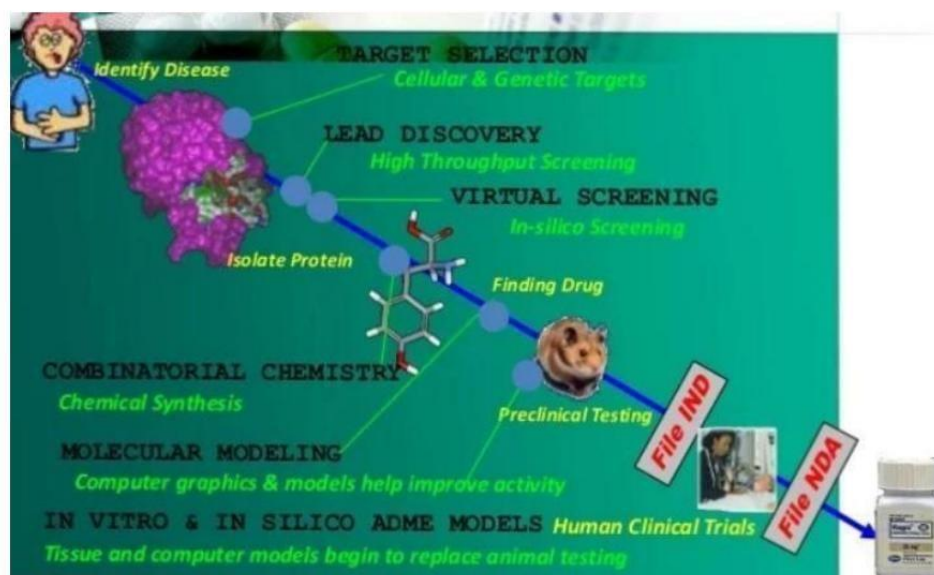 TARGET SELECTION
Identify Disease
Cellular & Genetic Targets
LEAD DISCOVERY
High Throughput Screening
VIRTUAL SCREENING
In-silico Screening
Isolate Protein
Finding Drug
COMBINATORIAL CHEMISTRY
Chemical Synthesis
Preclinical Testing
File IND
MOLECULAR MODELING
Computer graphics & models help improve activity
File NDA
IN VITRO & IN SILICO ADME MODELS
Human Clinical Trials
Tissue and computer models begin to replace animal testing